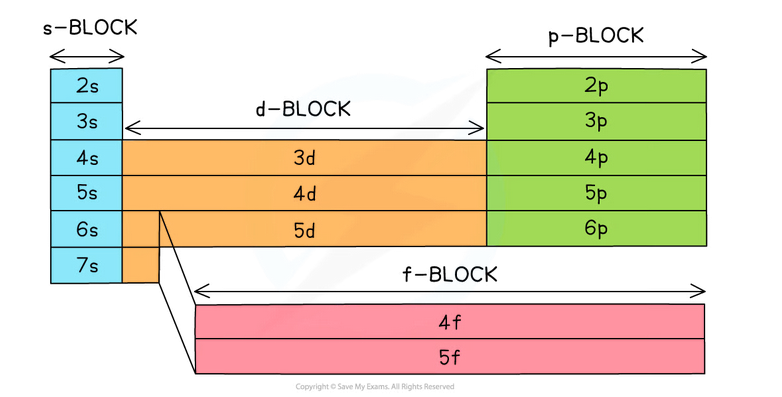 s-BLOCK
p-BLOCK
2s
2p
3s
d-BLOCK
3p
4s
3d
4p
5s
4d
5p
6s
5d
6p
7s
f-BLOCK
4f
5f
Copyright © Save My Exams. All Rights Reserved